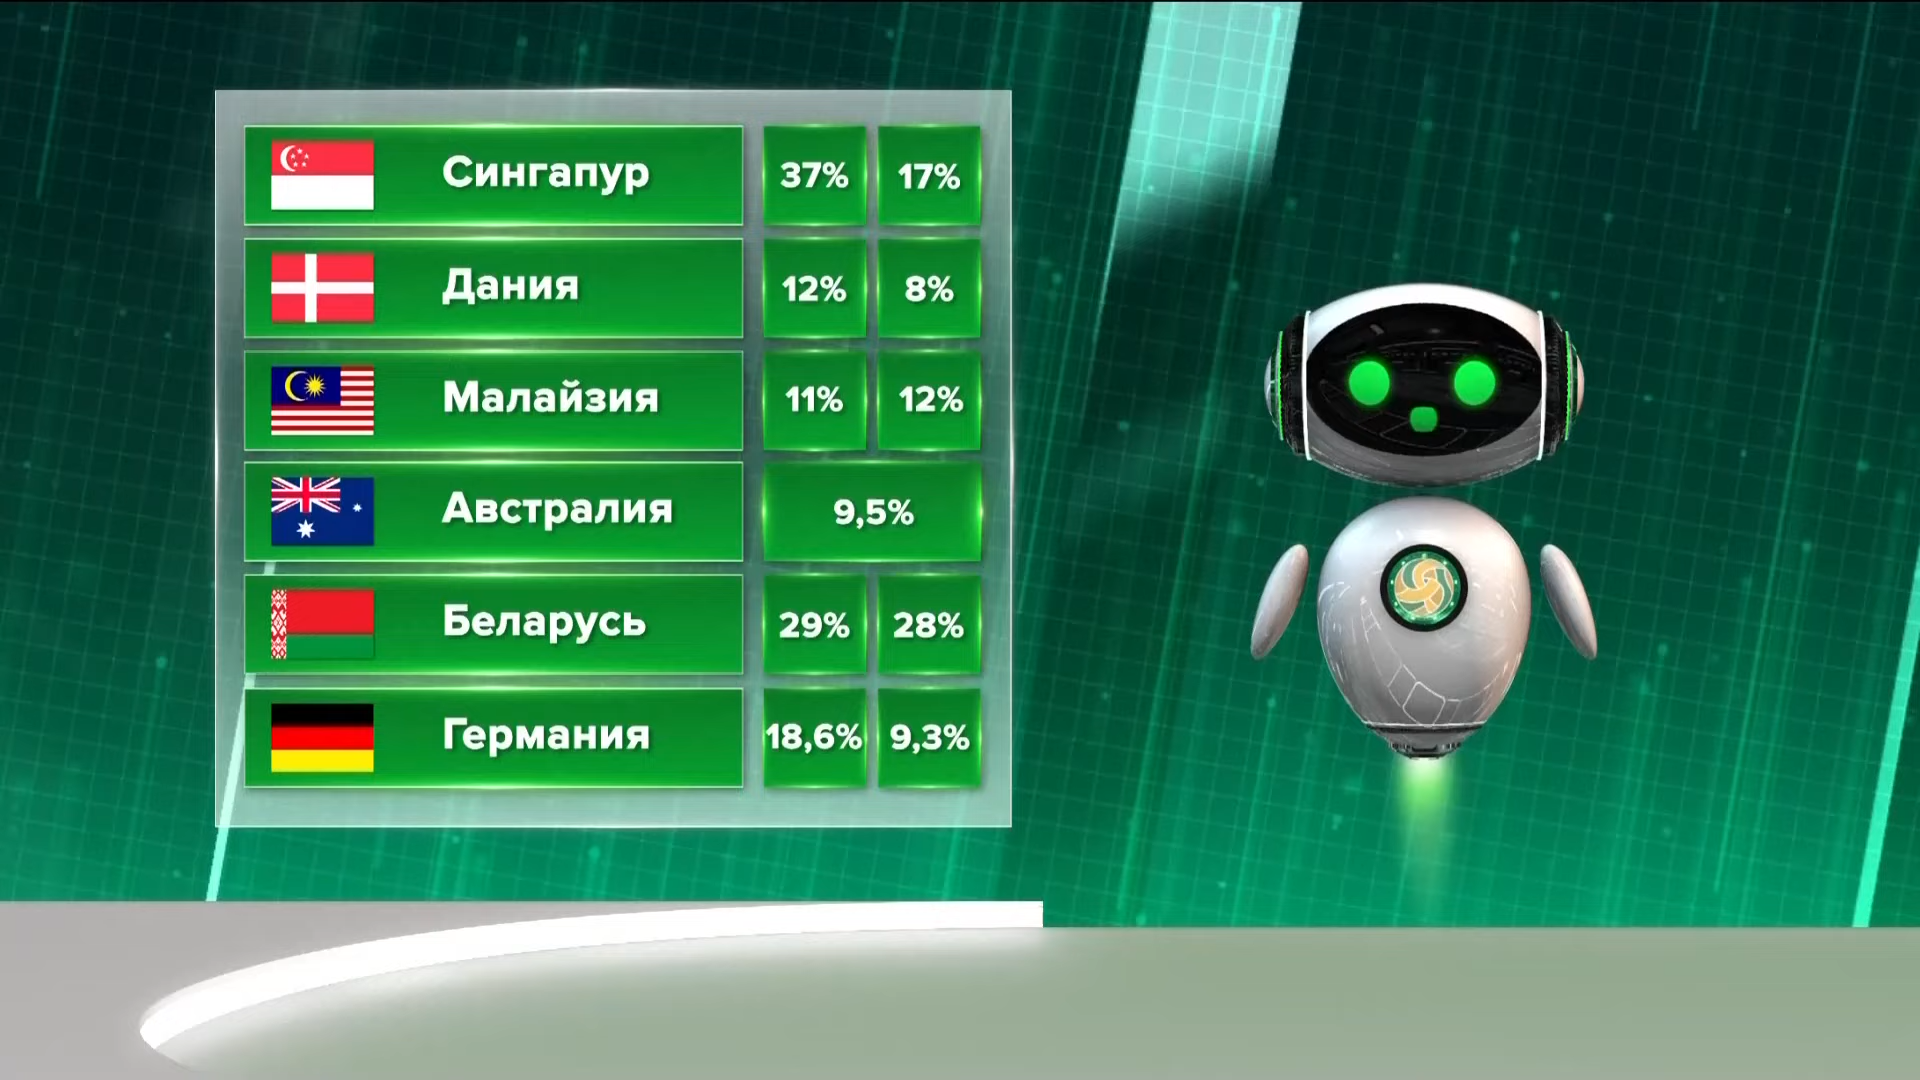 Сингапур 37% 17%
Дания 12% 8%
Малайзия 11% 12%
Австралия 9,5%
Беларусь 29% 28%
Германия 18,6% 9,3%